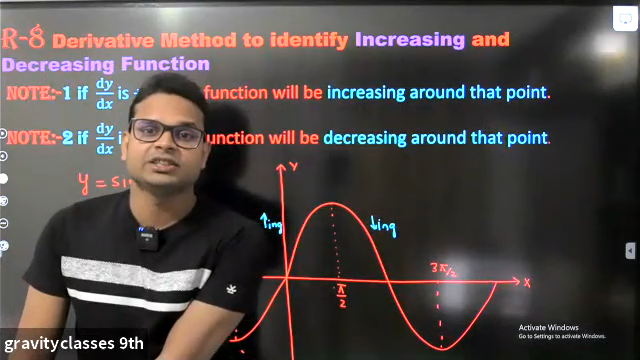 R-8 Derivative Method to identify Increasing and
Decreasing Function
NOTE:-1 if dy/dx is function will be increasing around that point.
NOTE:-2 if dy/dx function will be decreasing around that point.
y = sin
Y
↑ing
↓ing
3π/2
X
π/2
Activate Windows
Go to Settings to activate Windows.
gravityclasses 9th